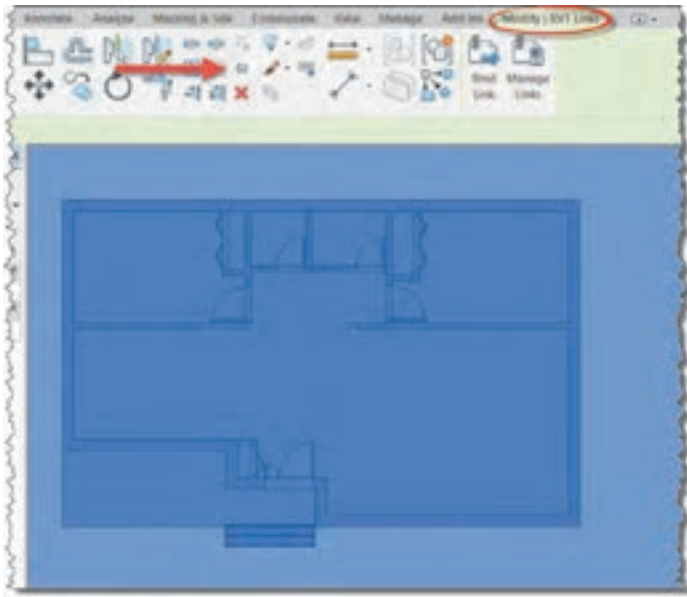 Annotate Analyze Massing & Site Collaborate View Manage Add-Ins Modify | RVT Links
Bind Manage
Link Links